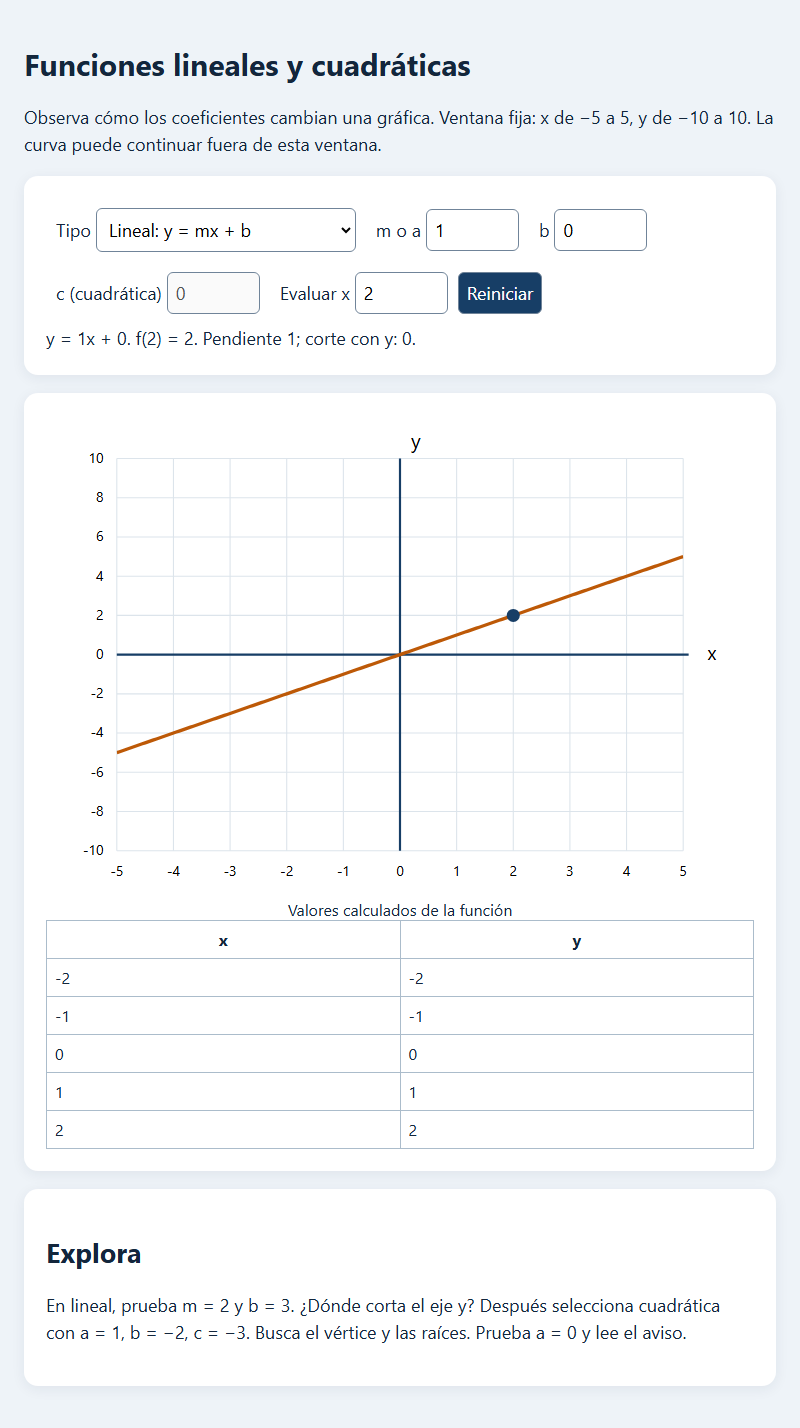 Funciones lineales y cuadráticas
Observa cómo los coeficientes cambian una gráfica. Ventana fija: x de −5 a 5, y de −10 a 10. La
curva puede continuar fuera de esta ventana.
Tipo Lineal: y = mx + b m o a 1 b 0
c (cuadrática) 0 Evaluar x 2 Reiniciar
y = 1x + 0. f(2) = 2. Pendiente 1; corte con y: 0.
y
10
8
6
4
2
0
x
-2
-4
-6
-8
-10
-5 -4 -3 -2 -1 0 1 2 3 4 5
Valores calculados de la función
x y
-2 -2
-1 -1
0 0
1 1
2 2
Explora
En lineal, prueba m = 2 y b = 3. ¿Dónde corta el eje y? Después selecciona cuadrática
con a = 1, b = −2, c = −3. Busca el vértice y las raíces. Prueba a = 0 y lee el aviso.